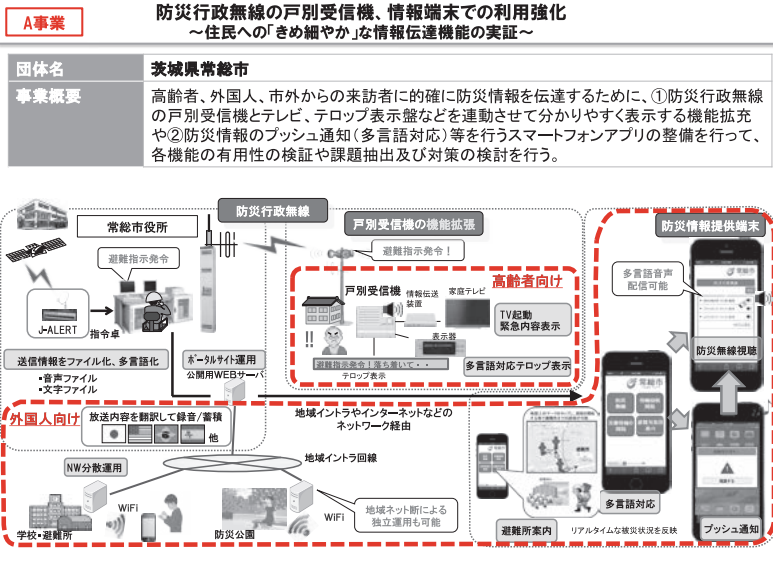 A事業
防災行政無線の戸別受信機、情報端末での利用強化
～住民への「きめ細やか」な情報伝達機能の実証～
団体名
茨城県常総市
事業概要
高齢者、外国人、市外からの来訪者に的確に防災情報を伝達するために、①防災行政無線
の戸別受信機とテレビ、テロップ表示盤などを連動させて分かりやすく表示する機能拡充
や②防災情報のプッシュ通知（多言語対応）等を行うスマートフォンアプリの整備を行って、
各機能の有用性の検証や課題抽出及び対策の検討を行う。
防災行政無線
常総市役所
戸別受信機の機能拡張
防災情報提供端末
避難指示発令
避難指示発令！
J-ALERT
指令卓
高齢者向け
戸別受信機
情報伝送
装置
家庭テレビ
TV起動
緊急内容表示
表示器
!!
避難指示発令！落ち着いて・・
テロップ表示
多言語対応テロップ表示
多言語音声
配信可能
常総市
防災無線視聴
送信情報をファイル化、多言語化
・音声ファイル
・文字ファイル
ポータルサイト運用
公開用WEBサーバ
外国人向け
放送内容を翻訳して録音/蓄積
他
地域イントラやインターネットなどの
ネットワーク経由
NW分散運用
地域イントラ回線
WiFi
学校・避難所
防災公園
WiFi
地域ネット断による
独立運用も可能
常総市
多言語対応
避難所案内
リアルタイムな被災状況を反映
プッシュ通知